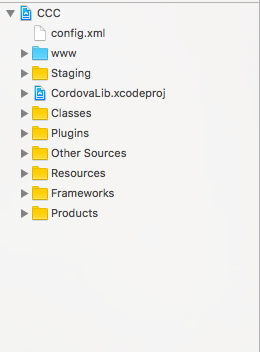 CCC
config.xml
www
Staging
CordovaLib.xcodeproj
Classes
Plugins
Other Sources
Resources
Frameworks
Products